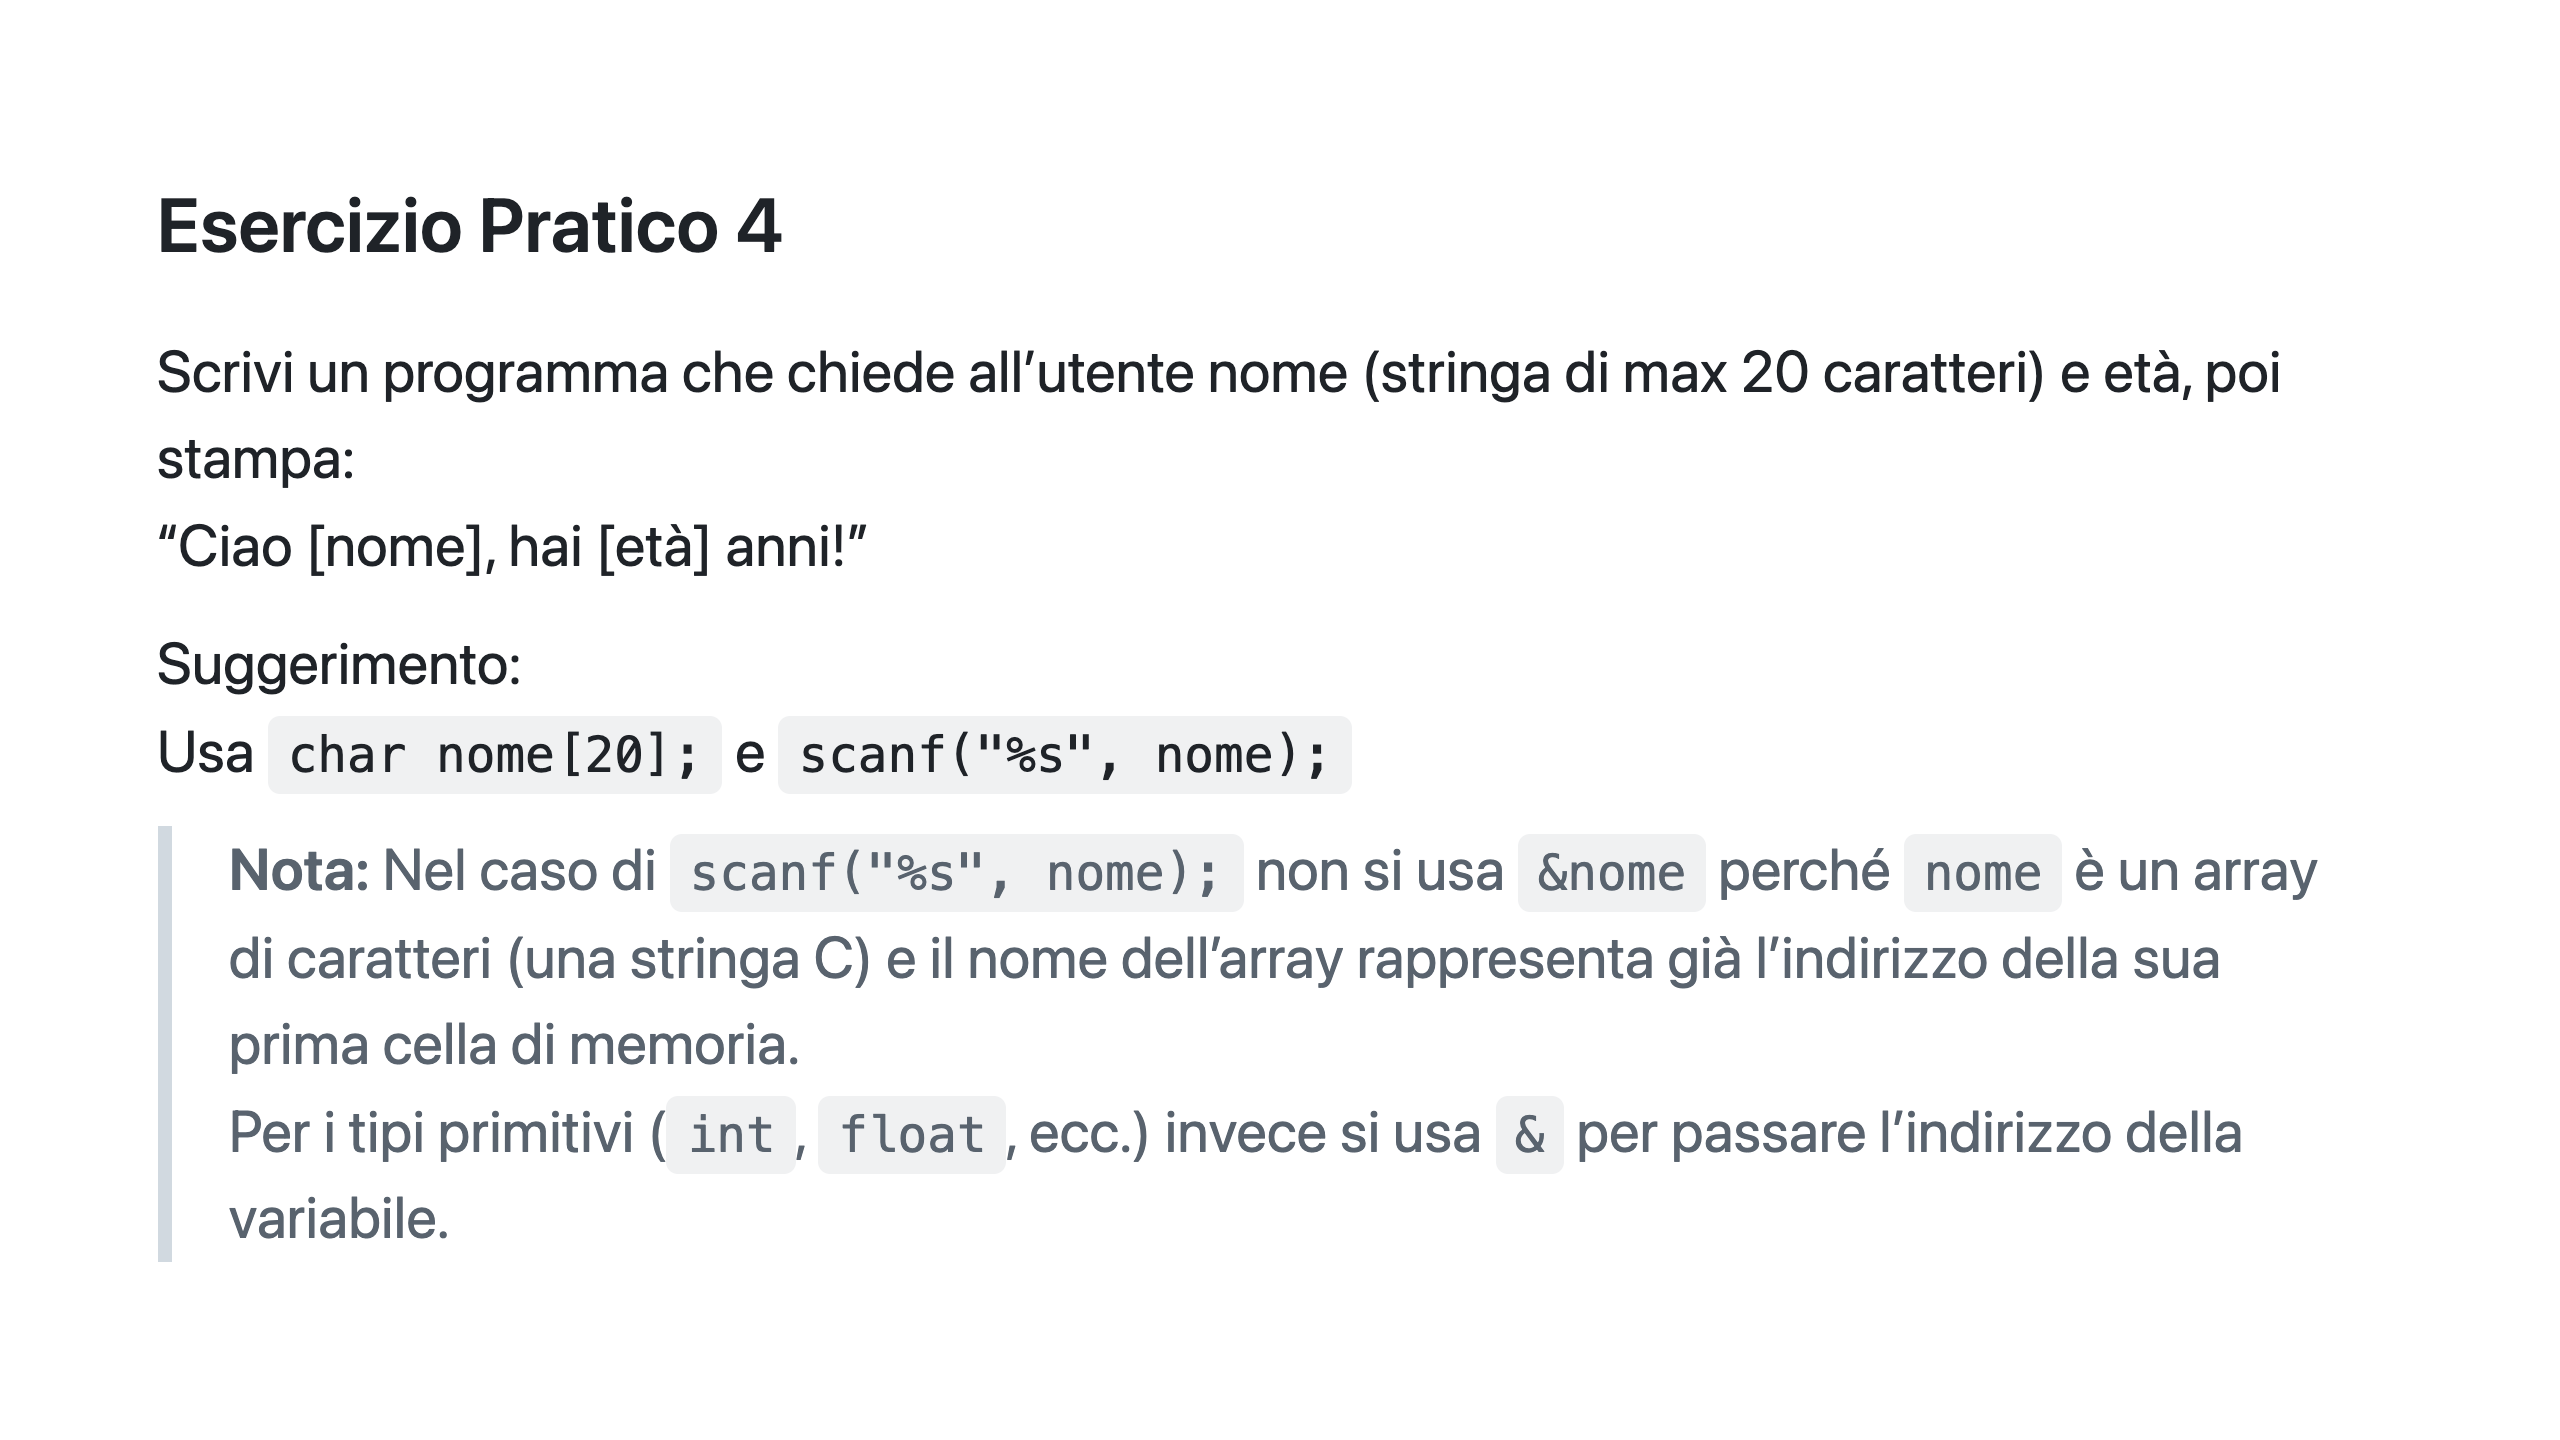 Esercizio Pratico 4
Scrivi un programma che chiede all’utente nome (stringa di max 20 caratteri) e età, poi
stampa:
“Ciao [nome], hai [età] anni!”
Suggerimento:
Usa char nome[20]; e scanf("%s", nome);
Nota: Nel caso di scanf("%s", nome); non si usa &nome perché nome è un array
di caratteri (una stringa C) e il nome dell’array rappresenta già l’indirizzo della sua
prima cella di memoria.
Per i tipi primitivi (int, float, ecc.) invece si usa & per passare l’indirizzo della
variabile.